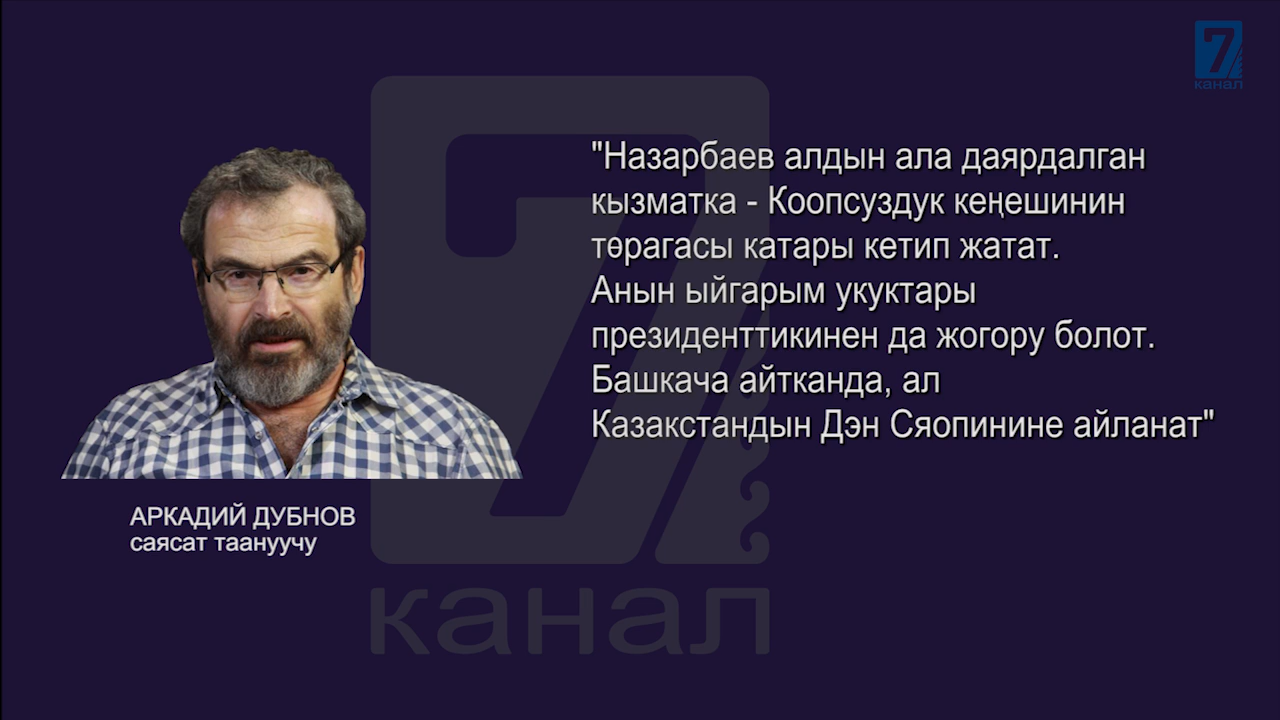 7
канал
"Назарбаев алдын ала даярдалган
кызматка - Коопсуздук кеңешинин
төрагасы катары кетип жатат.
Анын ыйгарым укуктары
президенттикинен да жогору болот.
Башкача айтканда, ал
Казакстандын Дэн Сяопинине айланат"
АРКАДИЙ ДУБНОВ
саясат таануучу
7
канал